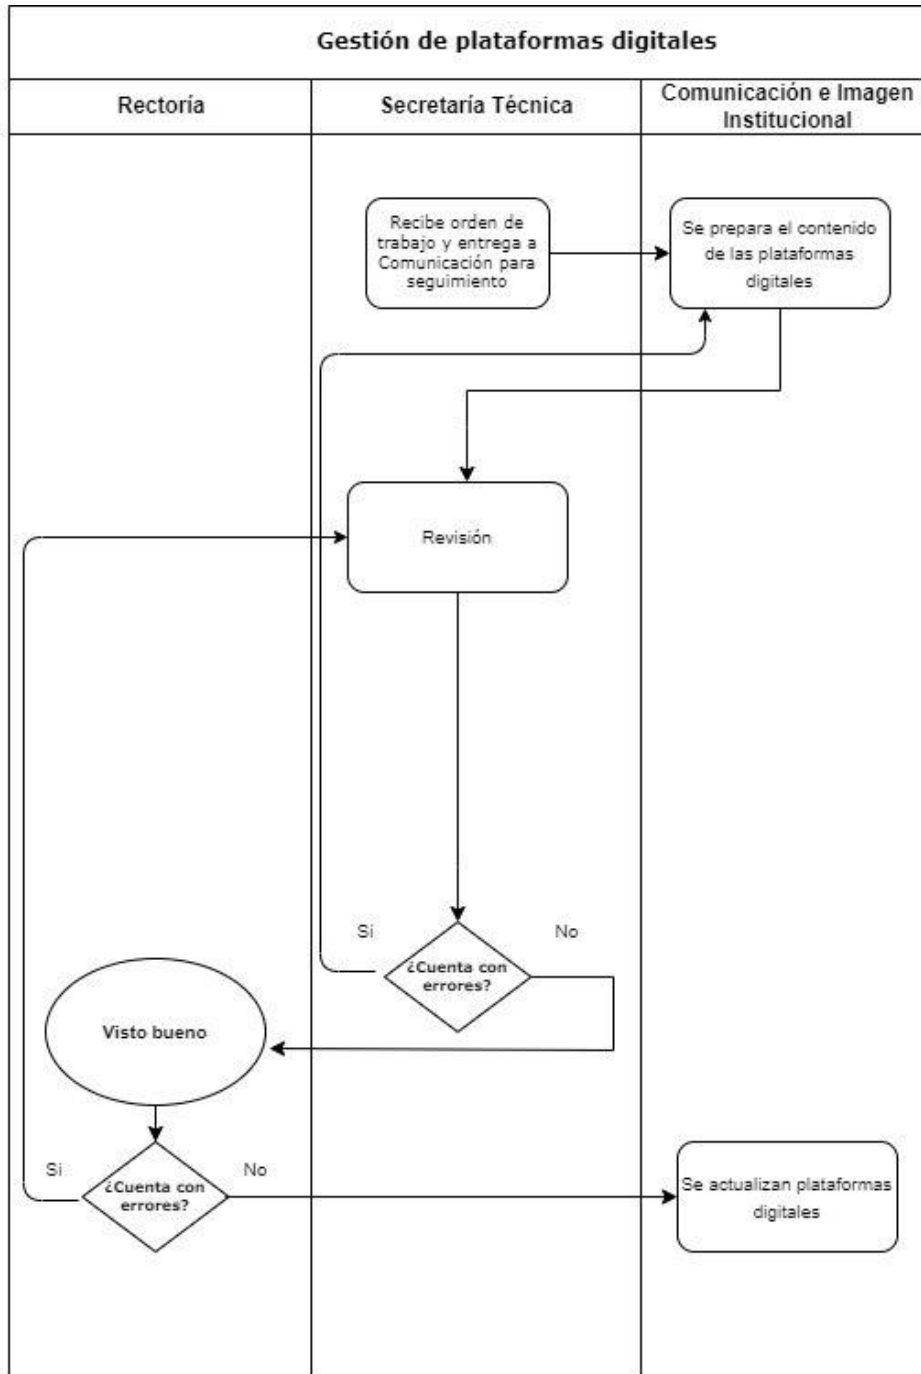 Gestión de plataformas digitales
Rectoría
Secretaría Técnica
Comunicación e Imagen
Institucional
Recibe orden de
trabajo y entrega a
Comunicación para
seguimiento
Se prepara el contenido
de las plataformas
digitales
Revisión
Si
No
¿Cuenta con
errores?
Visto bueno
Si
No
¿Cuenta con
errores?
Se actualizan plataformas
digitales